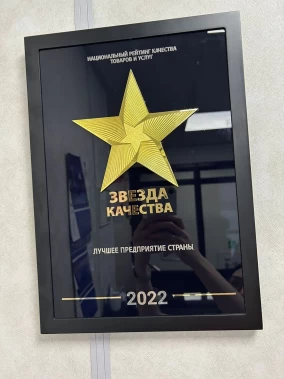 НАЦИОНАЛЬНЫЙ РЕЙТИНГ КАЧЕСТВА
ТОВАРОВ И УСЛУГ
ЗВЕЗДА
КАЧЕСТВА
ЛУЧШЕЕ ПРЕДПРИЯТИЕ СТРАНЫ
2022